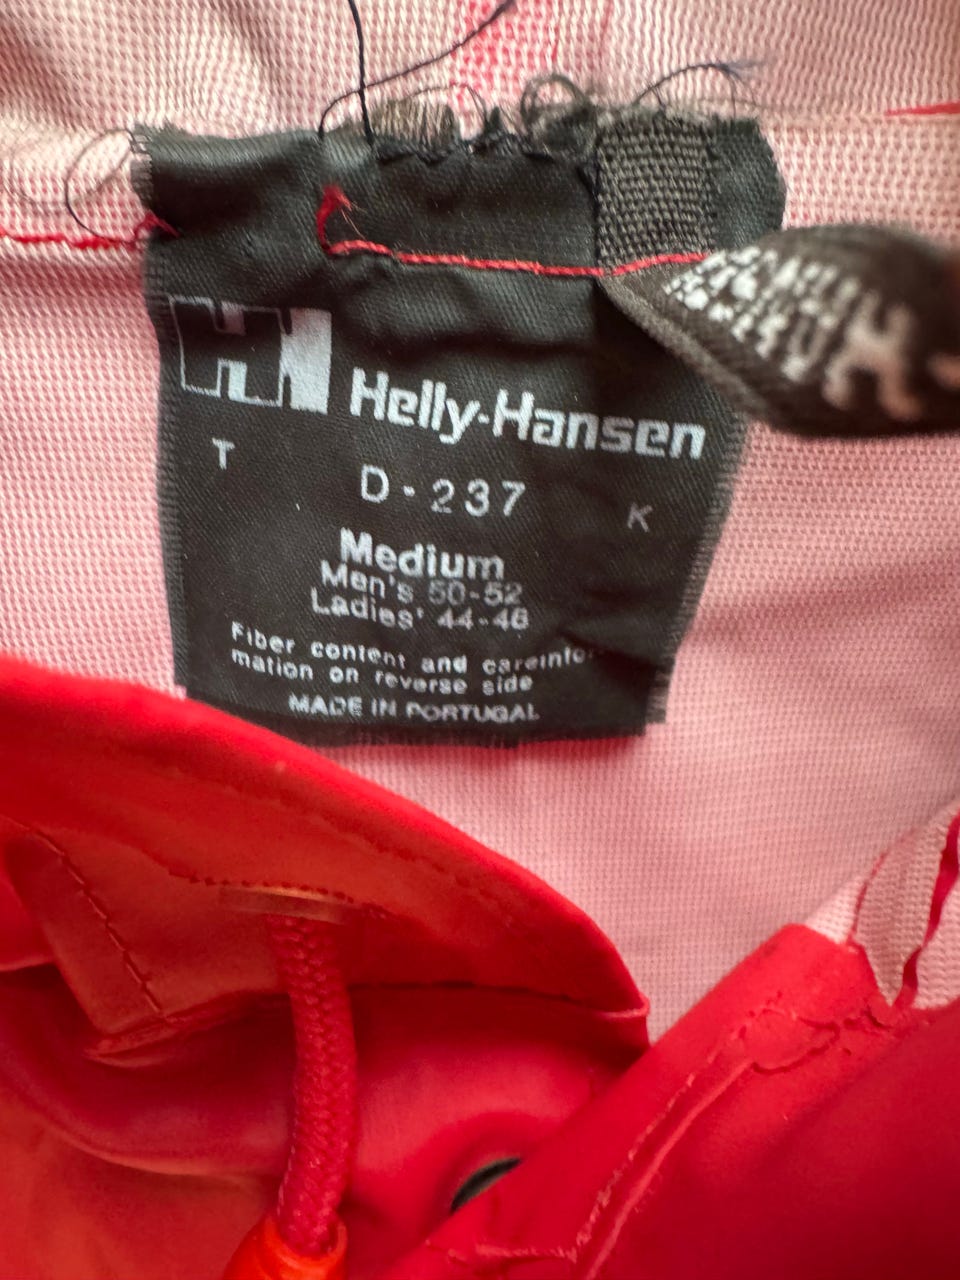 HH
Helly-Hansen
T
D-237
K
Medium
Men's 50-52
Ladies' 44-48
Fiber content and careinfor-
mation on reverse side
MADE IN PORTUGAL